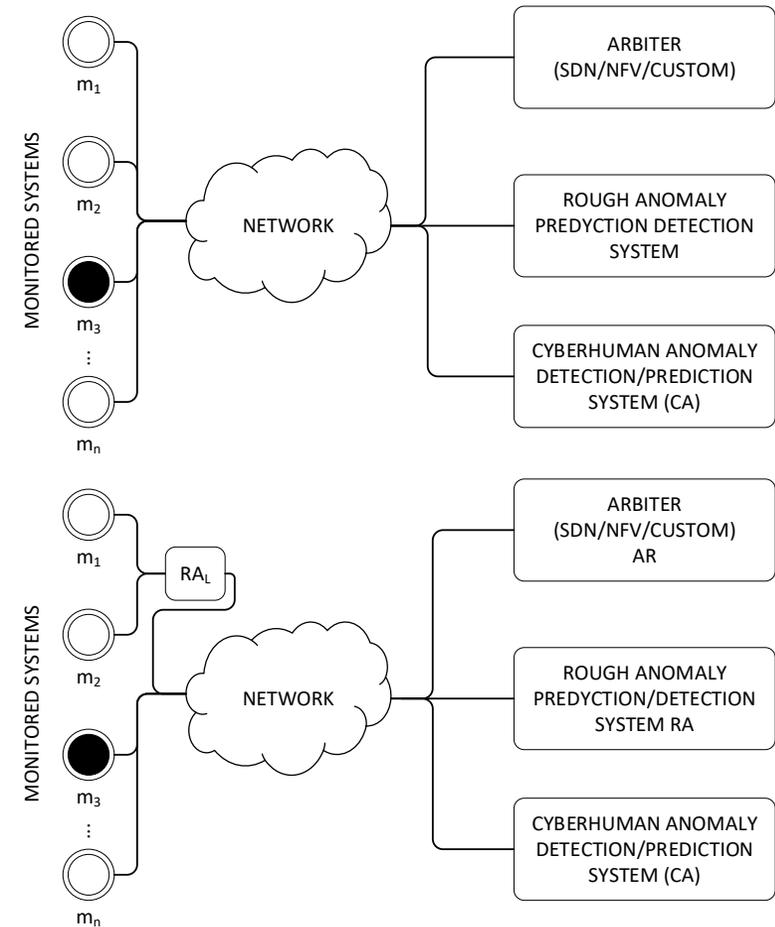 MONITORED SYSTEMS
m₁
m₂
m₃
...
mₙ
NETWORK
ARBITER
(SDN/NFV/CUSTOM)
ROUGH ANOMALY
PREDYCTION DETECTION
SYSTEM
CYBERHUMAN ANOMALY
DETECTION/PREDICTION
SYSTEM (CA)
MONITORED SYSTEMS
m₁
m₂
m₃
...
mₙ
RA_L
NETWORK
ARBITER
(SDN/NFV/CUSTOM)
AR
ROUGH ANOMALY
PREDYCTION/DETECTION
SYSTEM RA
CYBERHUMAN ANOMALY
DETECTION/PREDICTION
SYSTEM (CA)